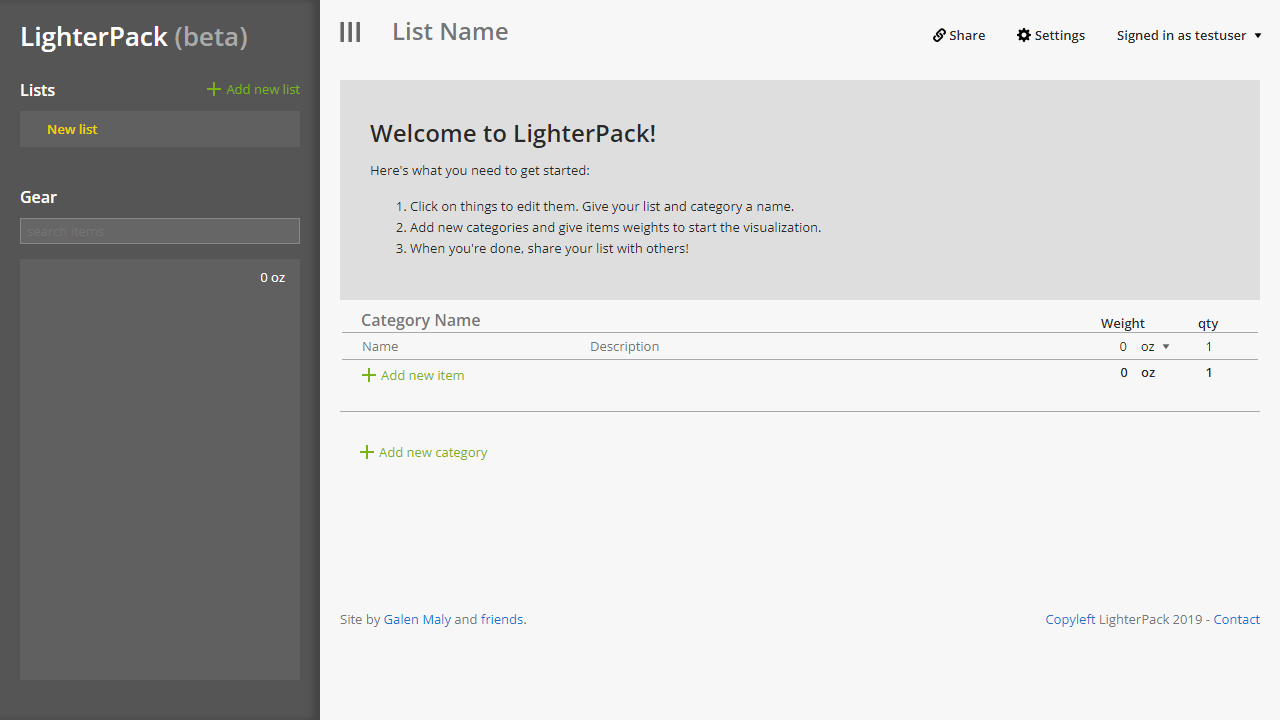 LighterPack (beta)
Lists
Add new list
New list
Gear
search items
0 oz
List Name
Share
Settings
Signed in as testuser
Welcome to LighterPack!
Here's what you need to get started:
1. Click on things to edit them. Give your list and category a name.
2. Add new categories and give items weights to start the visualization.
3. When you're done, share your list with others!
Category Name Weight qty
Name Description 0 oz 1
Add new item 0 oz 1
Add new category
Site by Galen Maly and friends.
Copyleft LighterPack 2019 - Contact